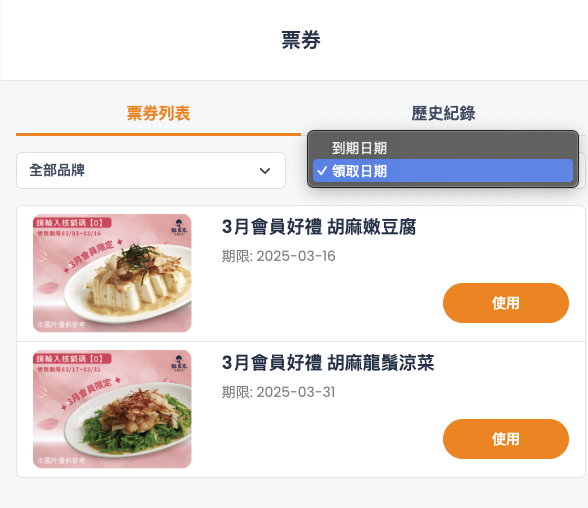 票券
票券列表
歷史紀錄
到期日期
✓ 領取日期
全部品牌
請輸入核銷碼【0】
使用期限03/03-03/16
3月會員限定
※圖片僅供參考
3月會員好禮 胡麻嫩豆腐
期限: 2025-03-16
使用
請輸入核銷碼【0】
使用期限03/17-03/31
3月會員限定
※圖片僅供參考
3月會員好禮 胡麻龍鬚涼菜
期限: 2025-03-31
使用